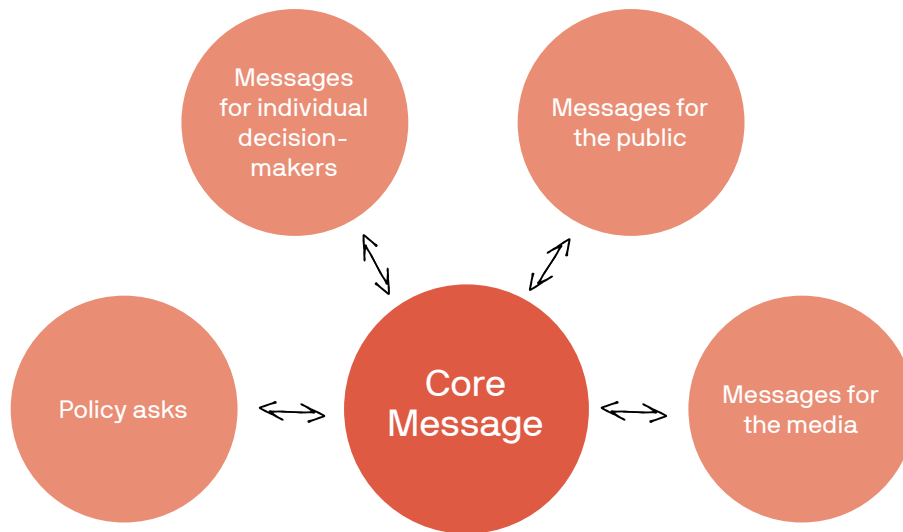 Messages
for individual
decision-
makers
Messages for
the public
Policy asks
Core
Message
Messages for
the media